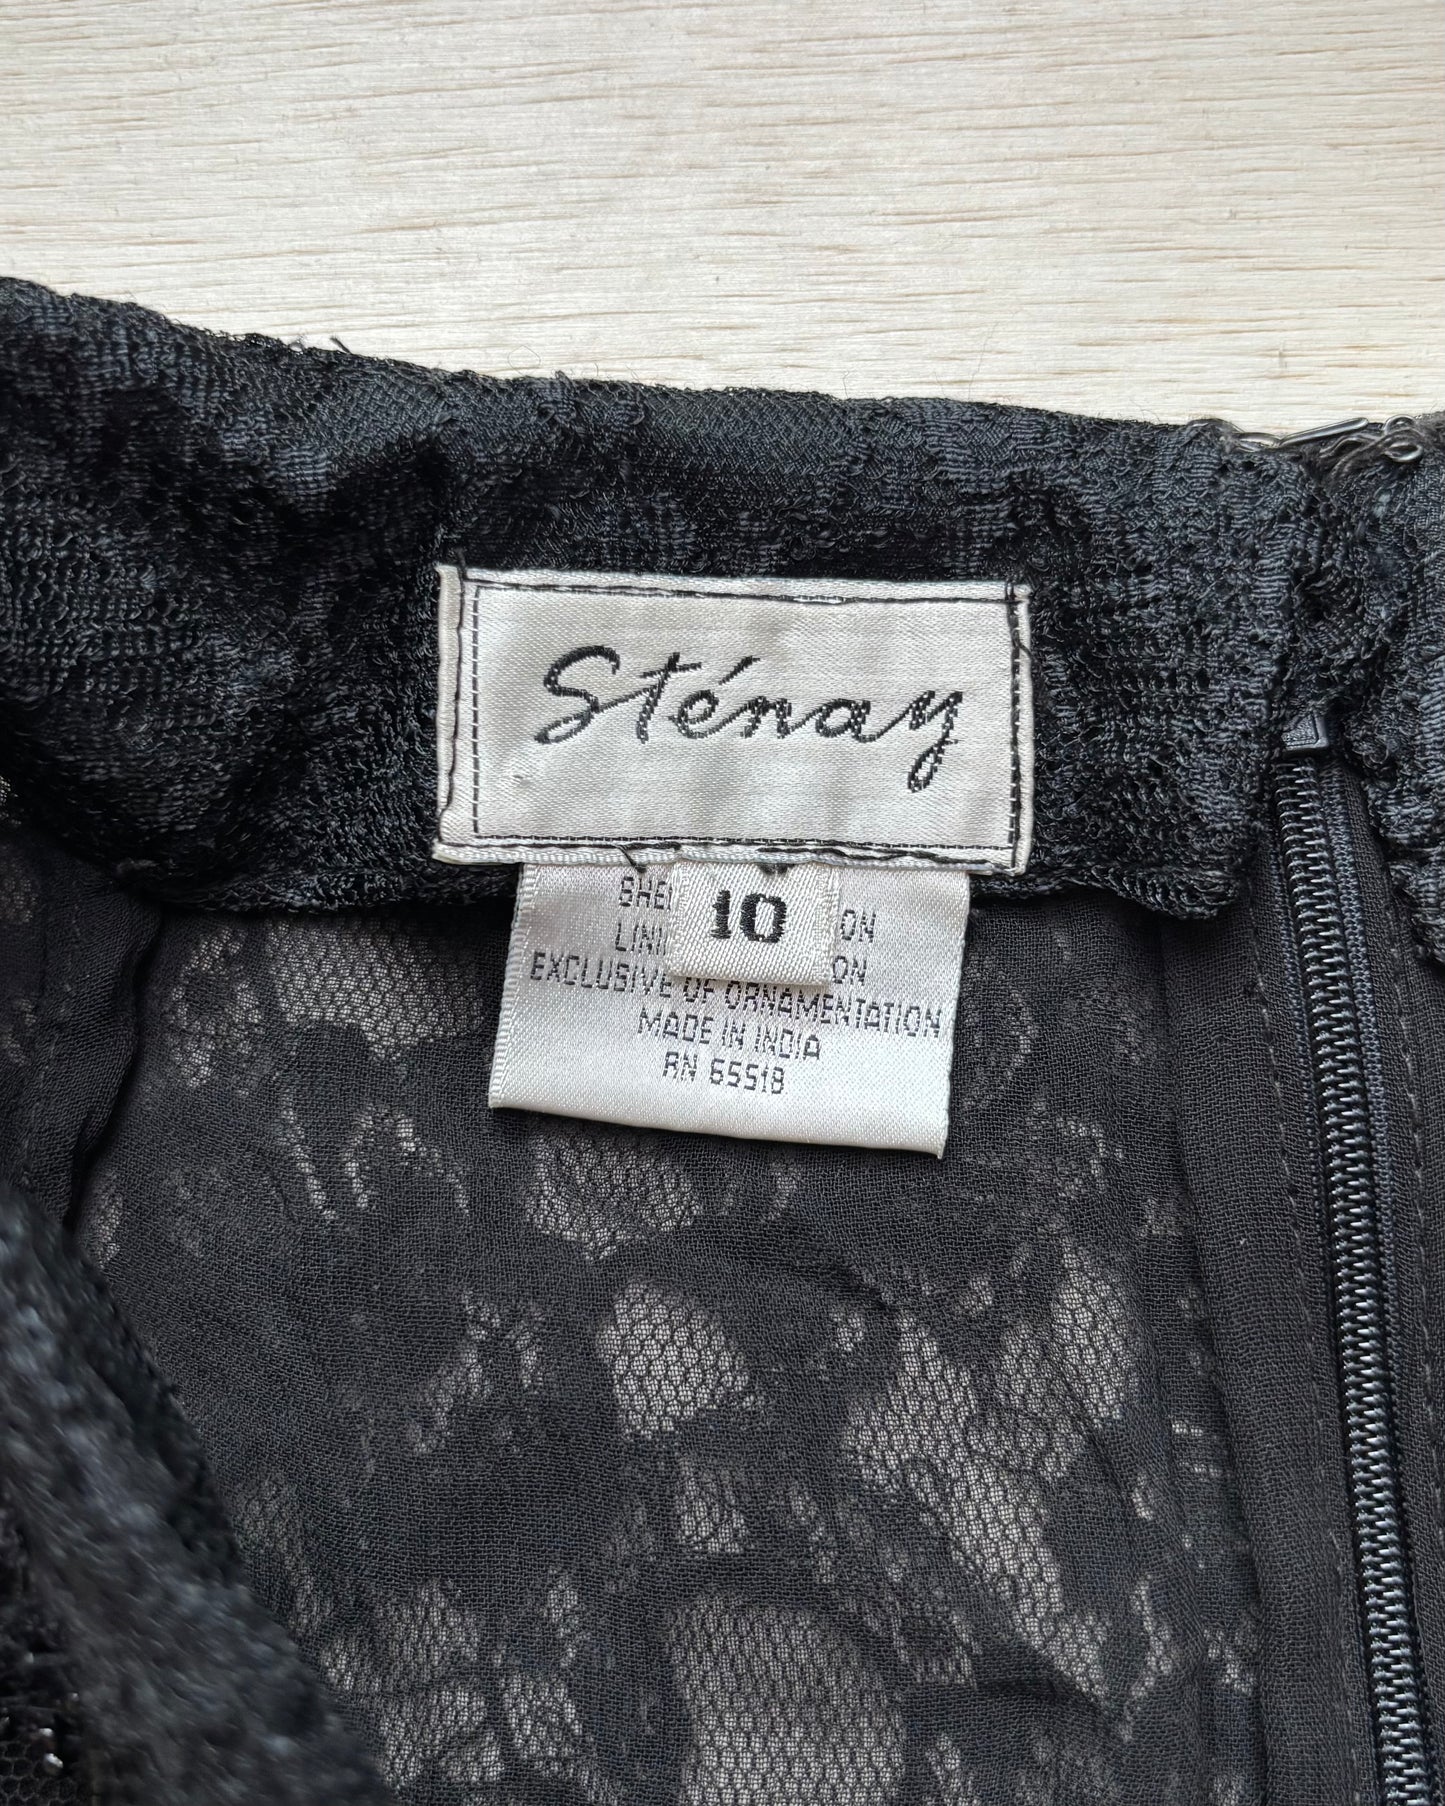 Sténay
10
EXCLUSIVE OF ORNAMENTATION
MADE IN INDIA
RN 65518